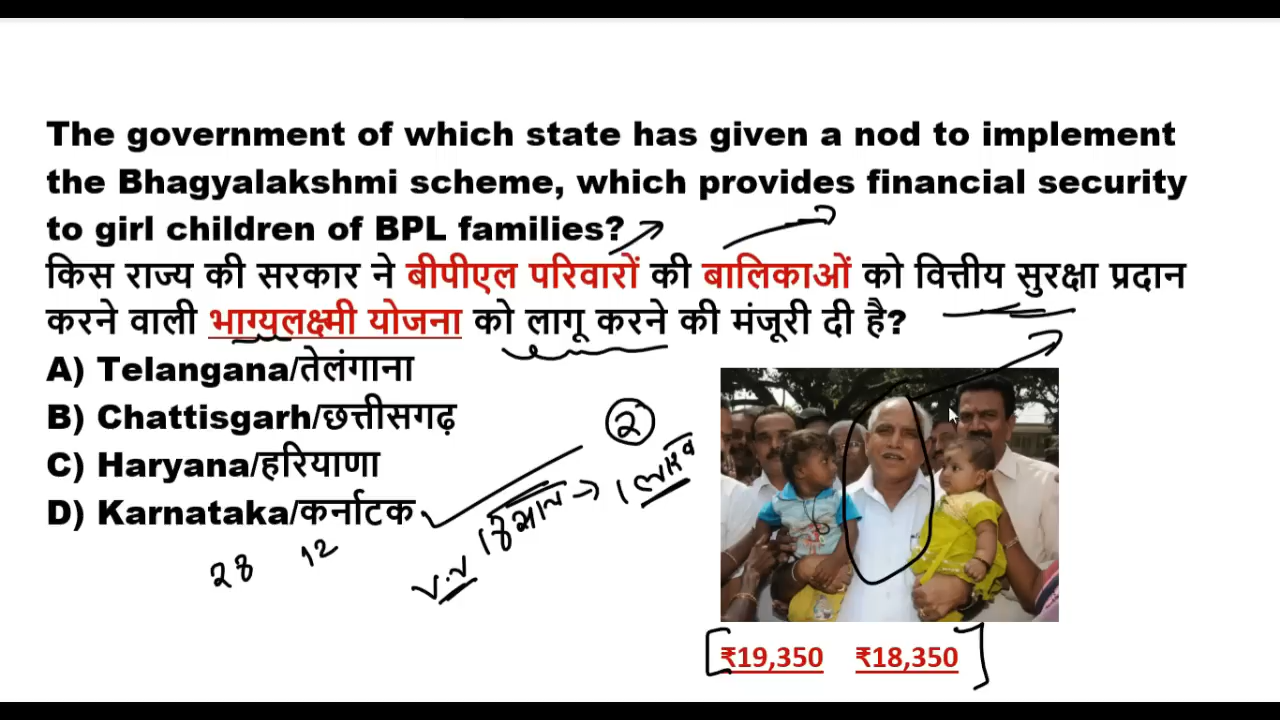 The government of which state has given a nod to implement
the Bhagyalakshmi scheme, which provides financial security
to girl children of BPL families?
किस राज्य की सरकार ने बीपीएल परिवारों की बालिकाओं को वित्तीय सुरक्षा प्रदान
करने वाली भाग्यलक्ष्मी योजना को लागू करने की मंजूरी दी है?
A) Telangana/तेलंगाना
B) Chattisgarh/छत्तीसगढ़
C) Haryana/हरियाणा
D) Karnataka/कर्नाटक
2
28 12
₹19,350 ₹18,350